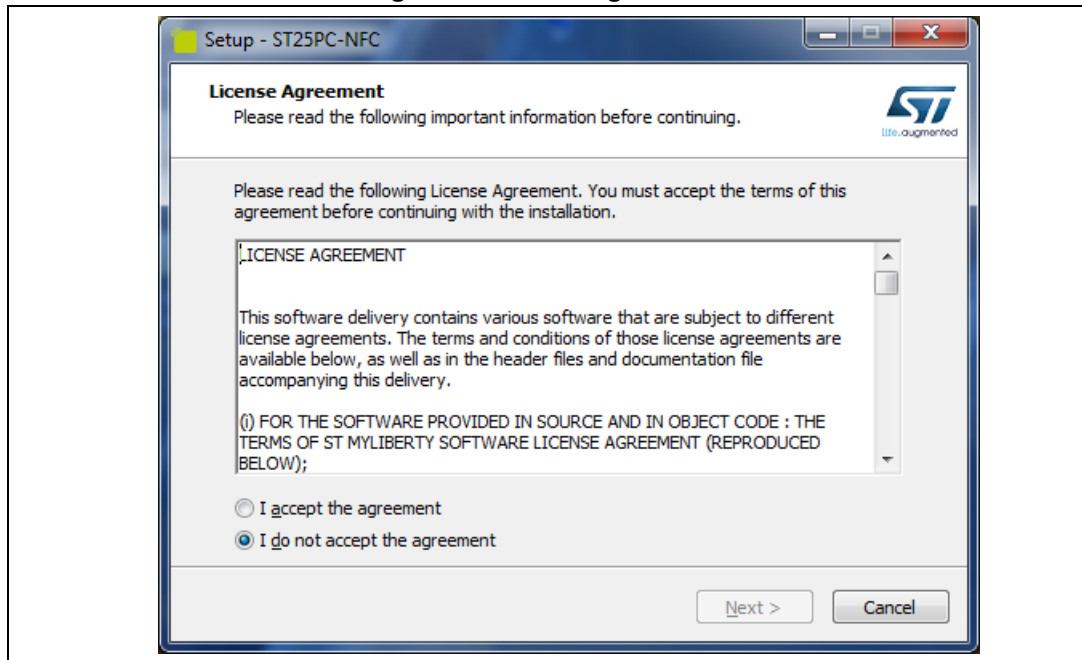 Setup - ST25PC-NFC
License Agreement
Please read the following important information before continuing.
ST
life.augmented
Please read the following License Agreement. You must accept the terms of this
agreement before continuing with the installation.
LICENSE AGREEMENT
This software delivery contains various software that are subject to different
license agreements. The terms and conditions of those license agreements are
available below, as well as in the header files and documentation file
accompanying this delivery.
(i) FOR THE SOFTWARE PROVIDED IN SOURCE AND IN OBJECT CODE : THE
TERMS OF ST MYLIBERTY SOFTWARE LICENSE AGREEMENT (REPRODUCED
BELOW);
I accept the agreement
I do not accept the agreement
Next >
Cancel